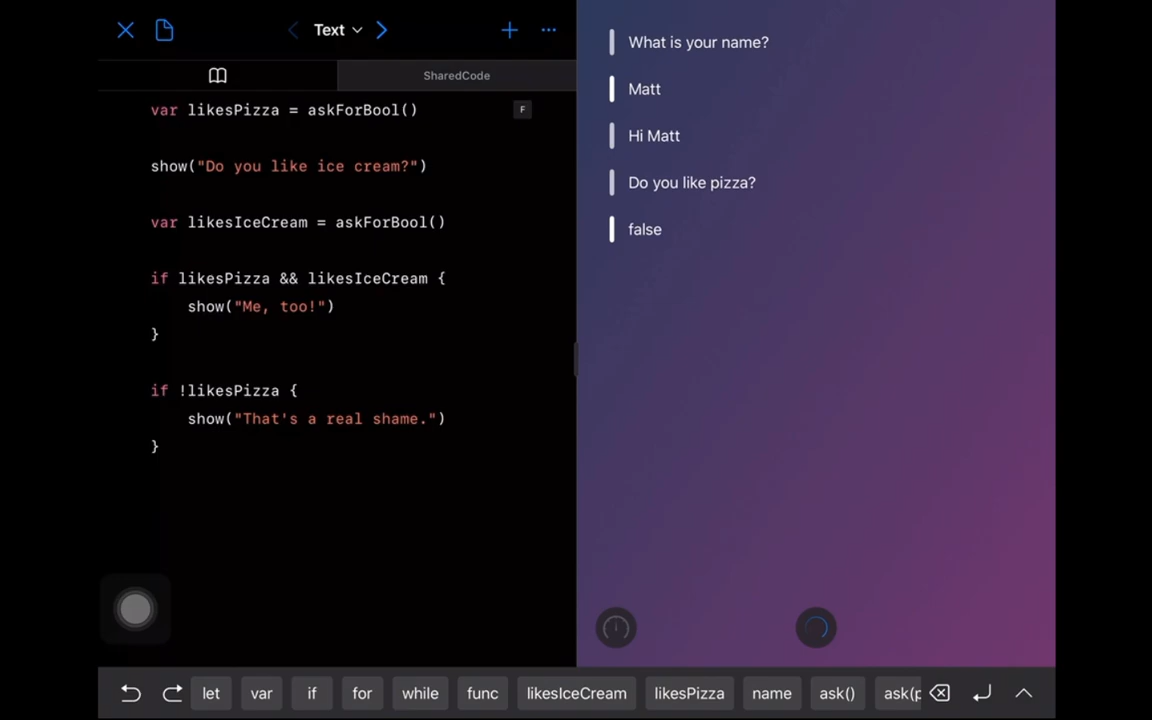 Text
SharedCode
var likesPizza = askForBool()
F
show("Do you like ice cream?")
var likesIceCream = askForBool()
if likesPizza && likesIceCream {
show("Me, too!")
}
if !likesPizza {
show("That's a real shame.")
}
What is your name?
Matt
Hi Matt
Do you like pizza?
false
let var if for while func likesIceCream likesPizza name ask() ask(p